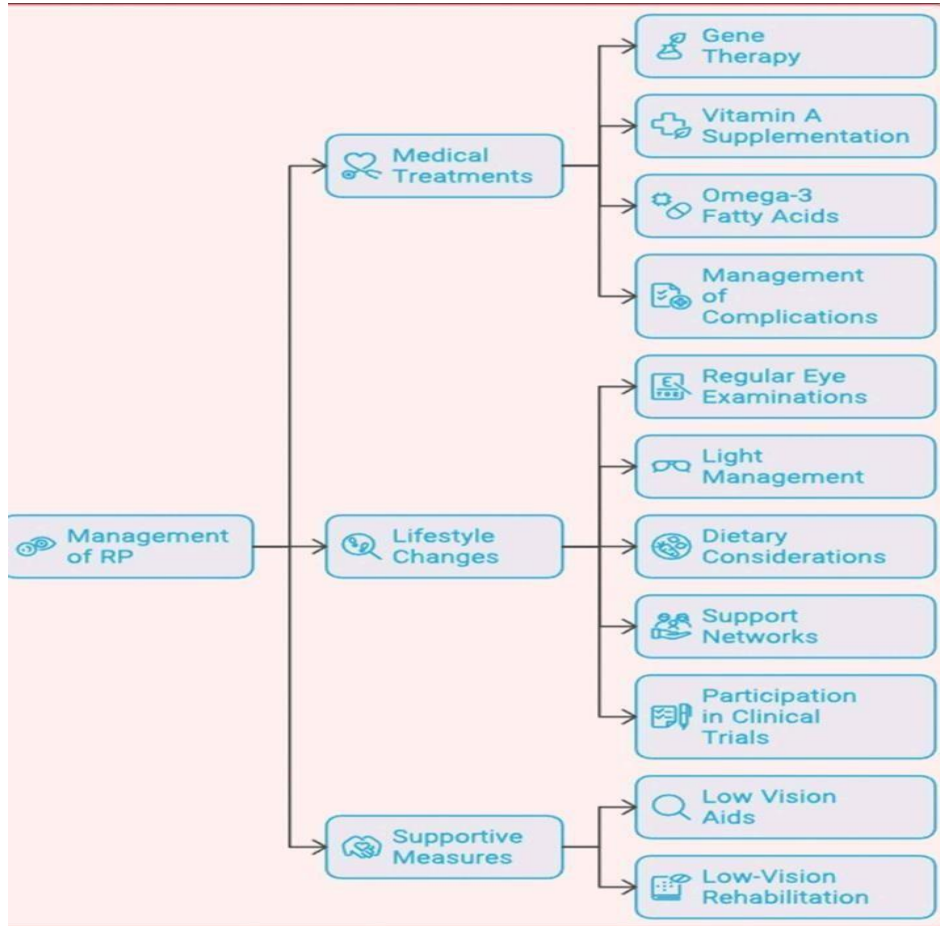 Management
of RP
Medical
Treatments
Gene
Therapy
Vitamin A
Supplementation
Omega-3
Fatty Acids
Management
of
Complications
Lifestyle
Changes
Regular Eye
Examinations
Light
Management
Dietary
Considerations
Support
Networks
Participation
in Clinical
Trials
Supportive
Measures
Low Vision
Aids
Low-Vision
Rehabilitation